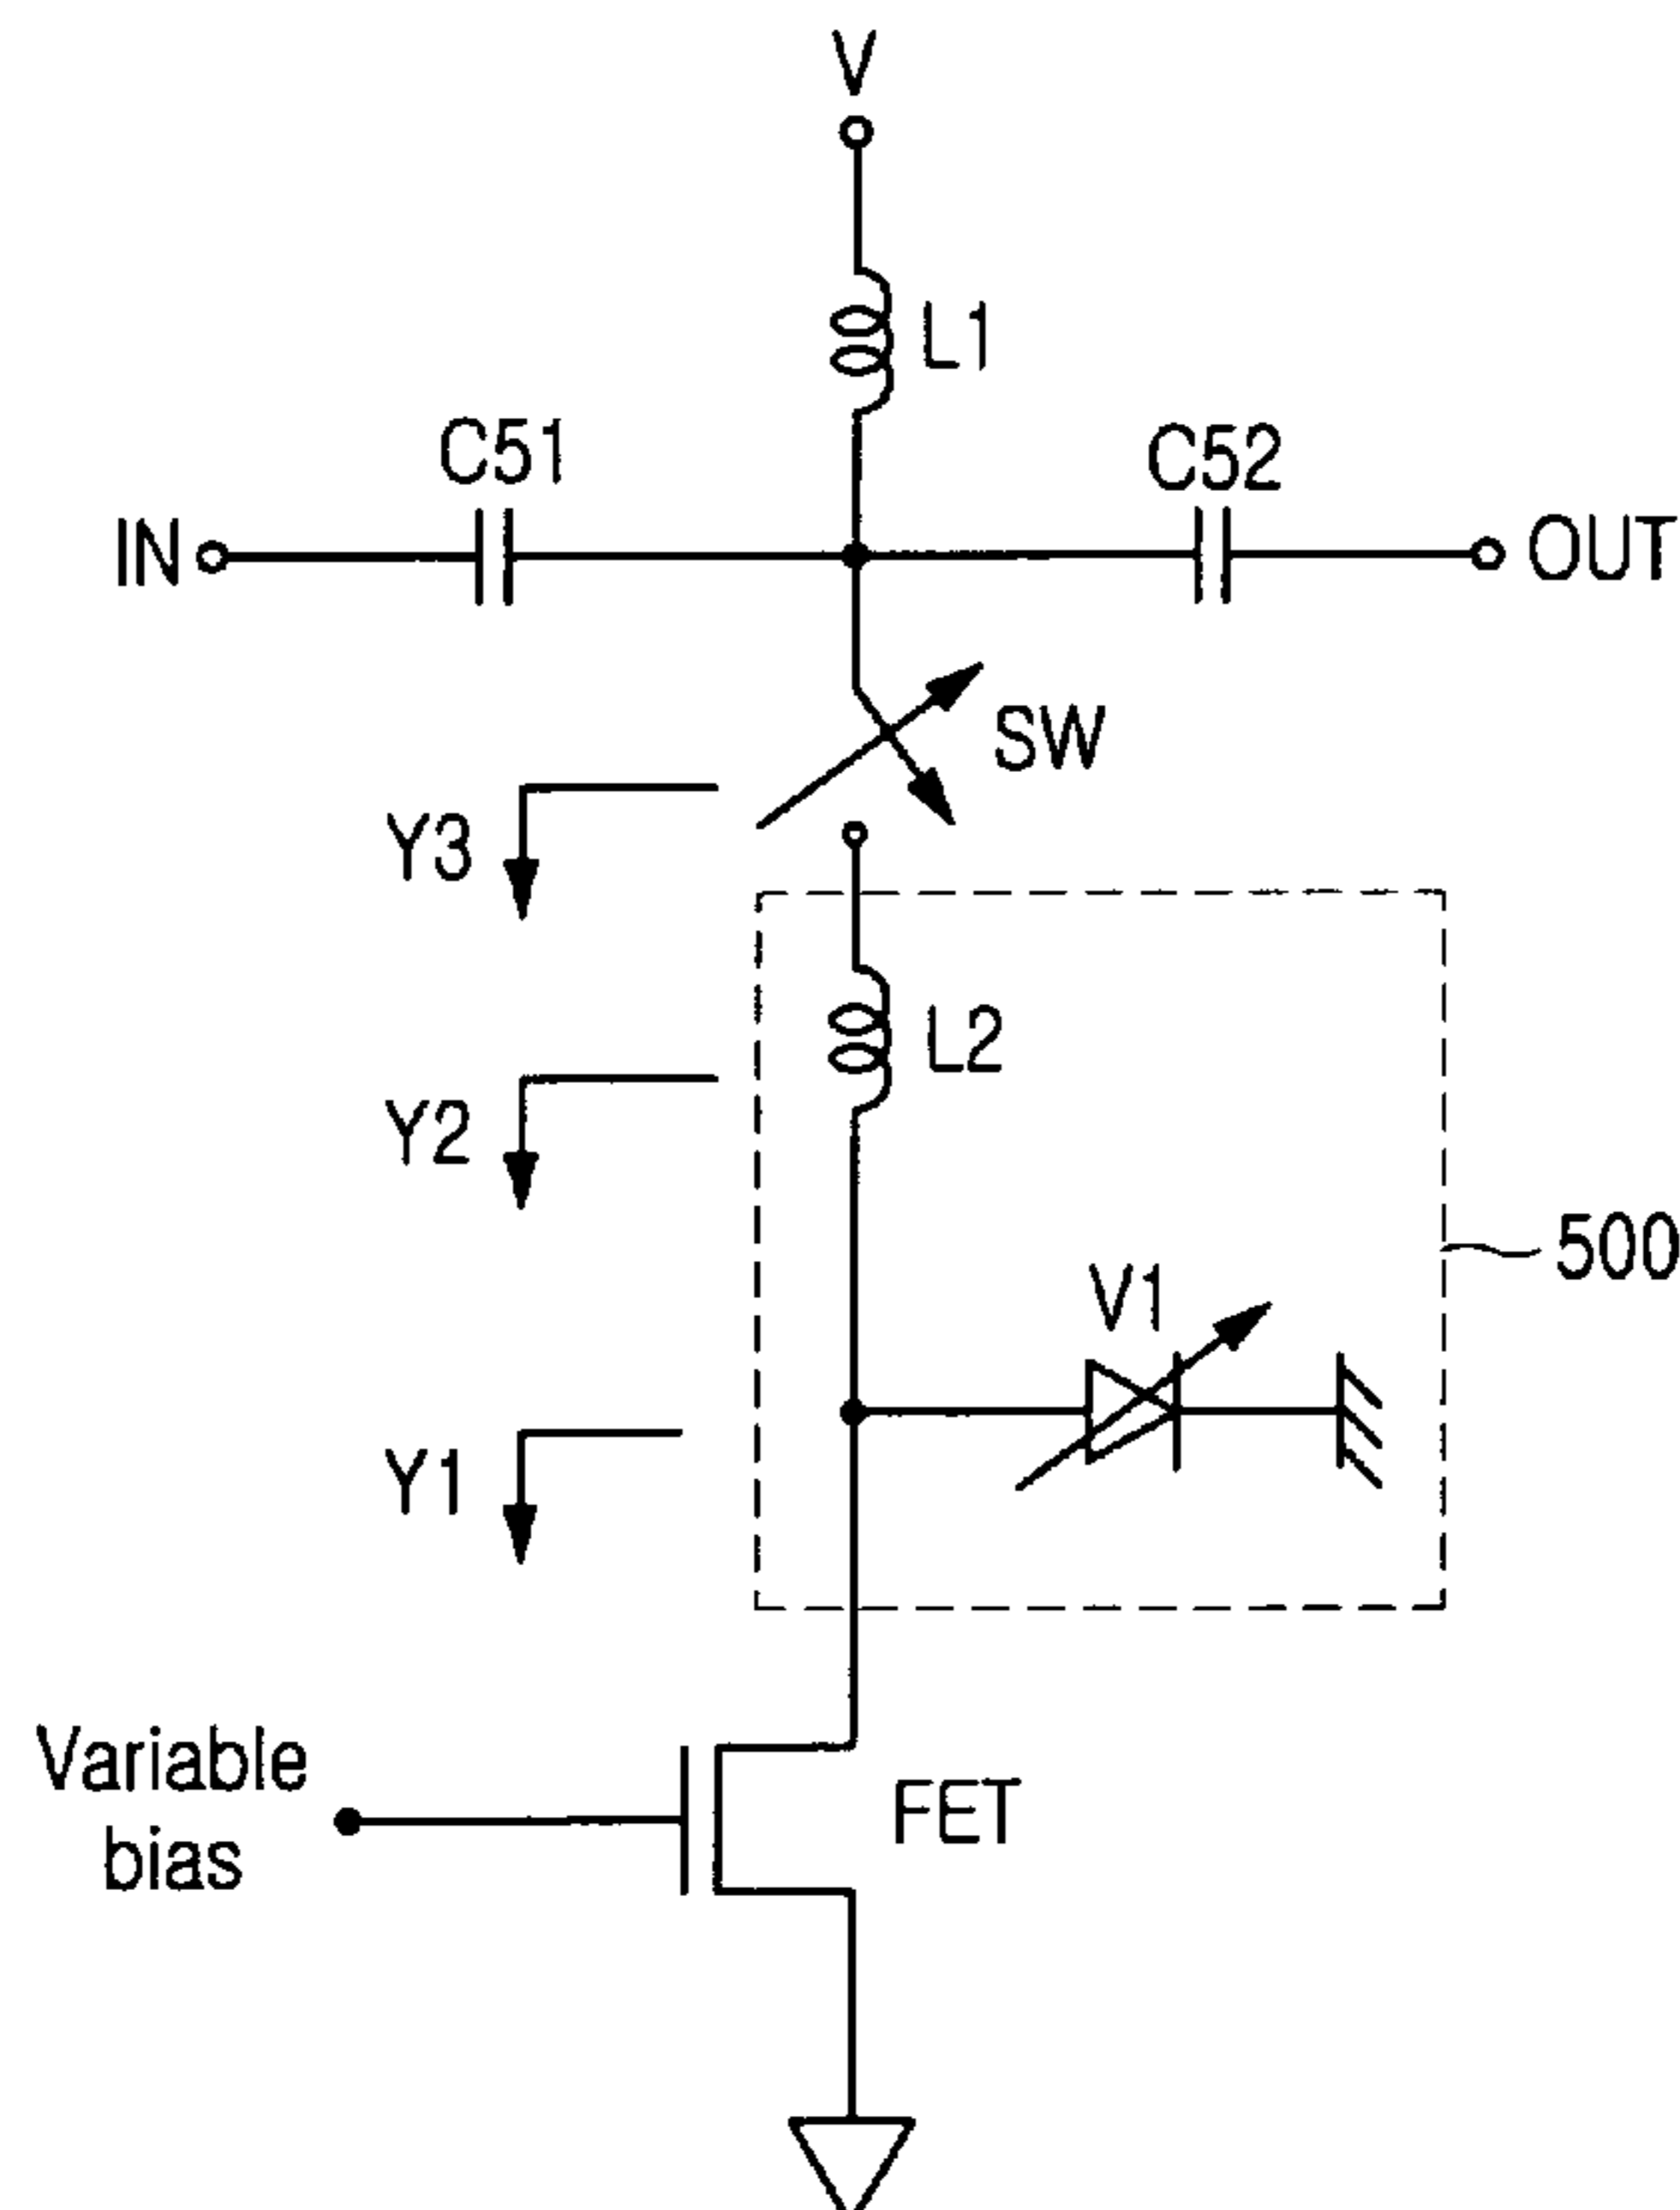 V
L1
C51
C52
IN
OUT
SW
Y3
L2
Y2
500
V1
Y1
Variable
bias
FET